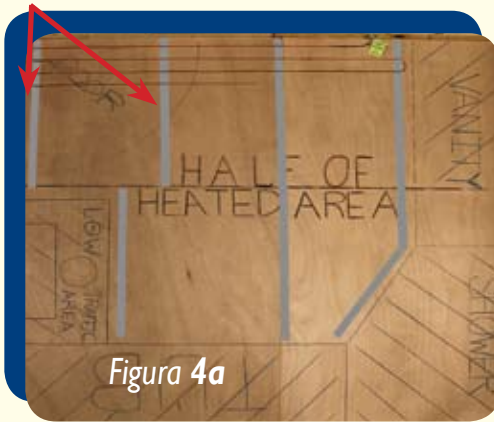 VANITY
HALF OF
HEATED AREA
LOW
TRAFFIC
AREA
SHOWER
Figura 4a